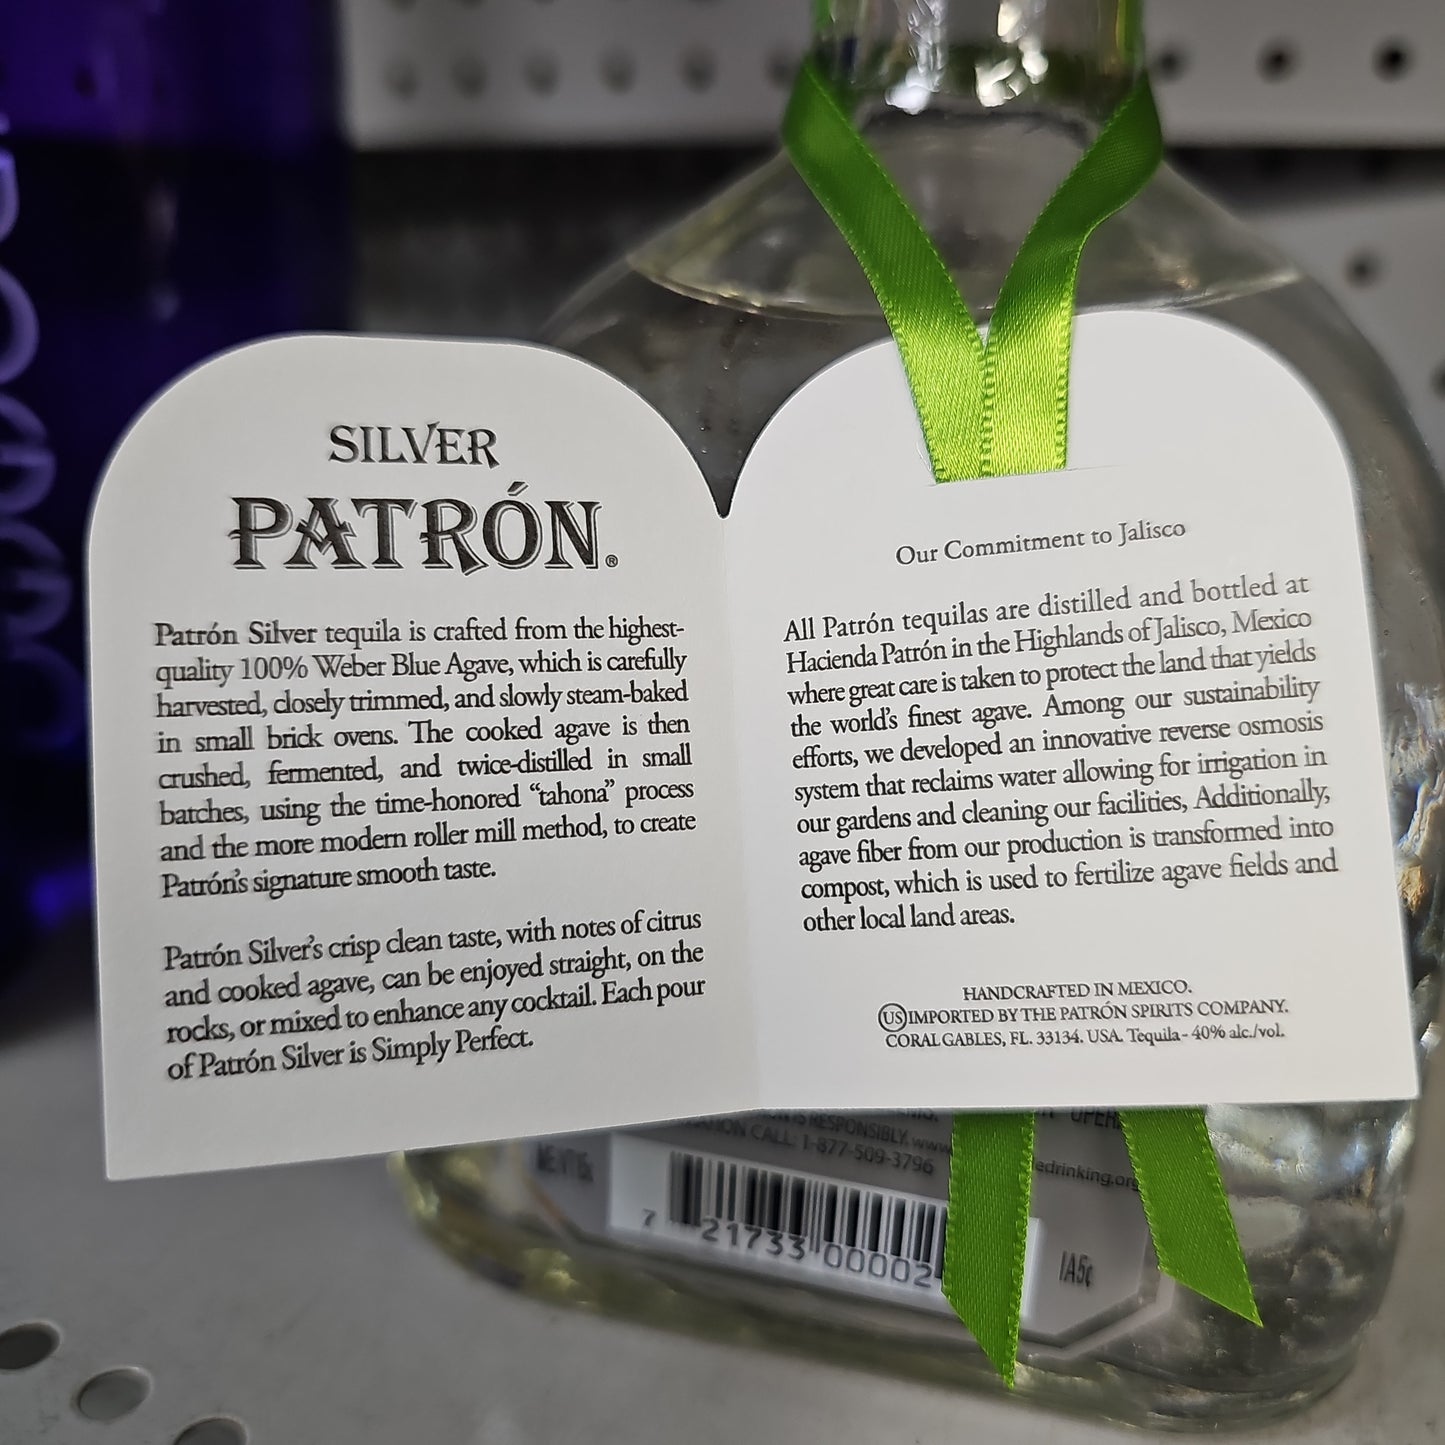 SILVER
PATRÓN®
Patrón Silver tequila is crafted from the highest-
quality 100% Weber Blue Agave, which is carefully
harvested, closely trimmed, and slowly steam-baked
in small brick ovens. The cooked agave is then
crushed, fermented, and twice-distilled in small
batches, using the time-honored “tahona” process
and the more modern roller mill method, to create
Patrón's signature smooth taste.
Patrón Silver's crisp clean taste, with notes of citrus
and cooked agave, can be enjoyed straight, on the
rocks, or mixed to enhance any cocktail. Each pour
of Patrón Silver is Simply Perfect.
Our Commitment to Jalisco
All Patrón tequilas are distilled and bottled at
Hacienda Patrón in the Highlands of Jalisco, Mexico
where great care is taken to protect the land that yields
the world's finest agave. Among our sustainability
efforts, we developed an innovative reverse osmosis
system that reclaims water allowing for irrigation in
our gardens and cleaning our facilities, Additionally,
agave fiber from our production is transformed into
compost, which is used to fertilize agave fields and
other local land areas.
HANDCRAFTED IN MEXICO.
US IMPORTED BY THE PATRÓN SPIRITS COMPANY.
CORAL GABLES, FL. 33134. USA. Tequila - 40% alc./vol.
RESPONSIBLY. www
CALL: 1-877-509-3796
edrinking.org
7 21733 00002
IA5¢